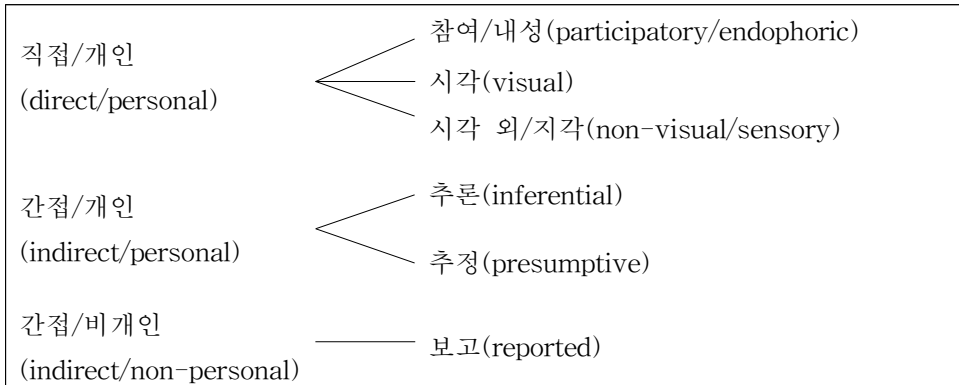 직접/개인
(direct/personal)
참여/내성(participatory/endophoric)
시각(visual)
시각 외/지각(non-visual/sensory)
간접/개인
(indirect/personal)
추론(inferential)
추정(presumptive)
간접/비개인
(indirect/non-personal)
보고(reported)